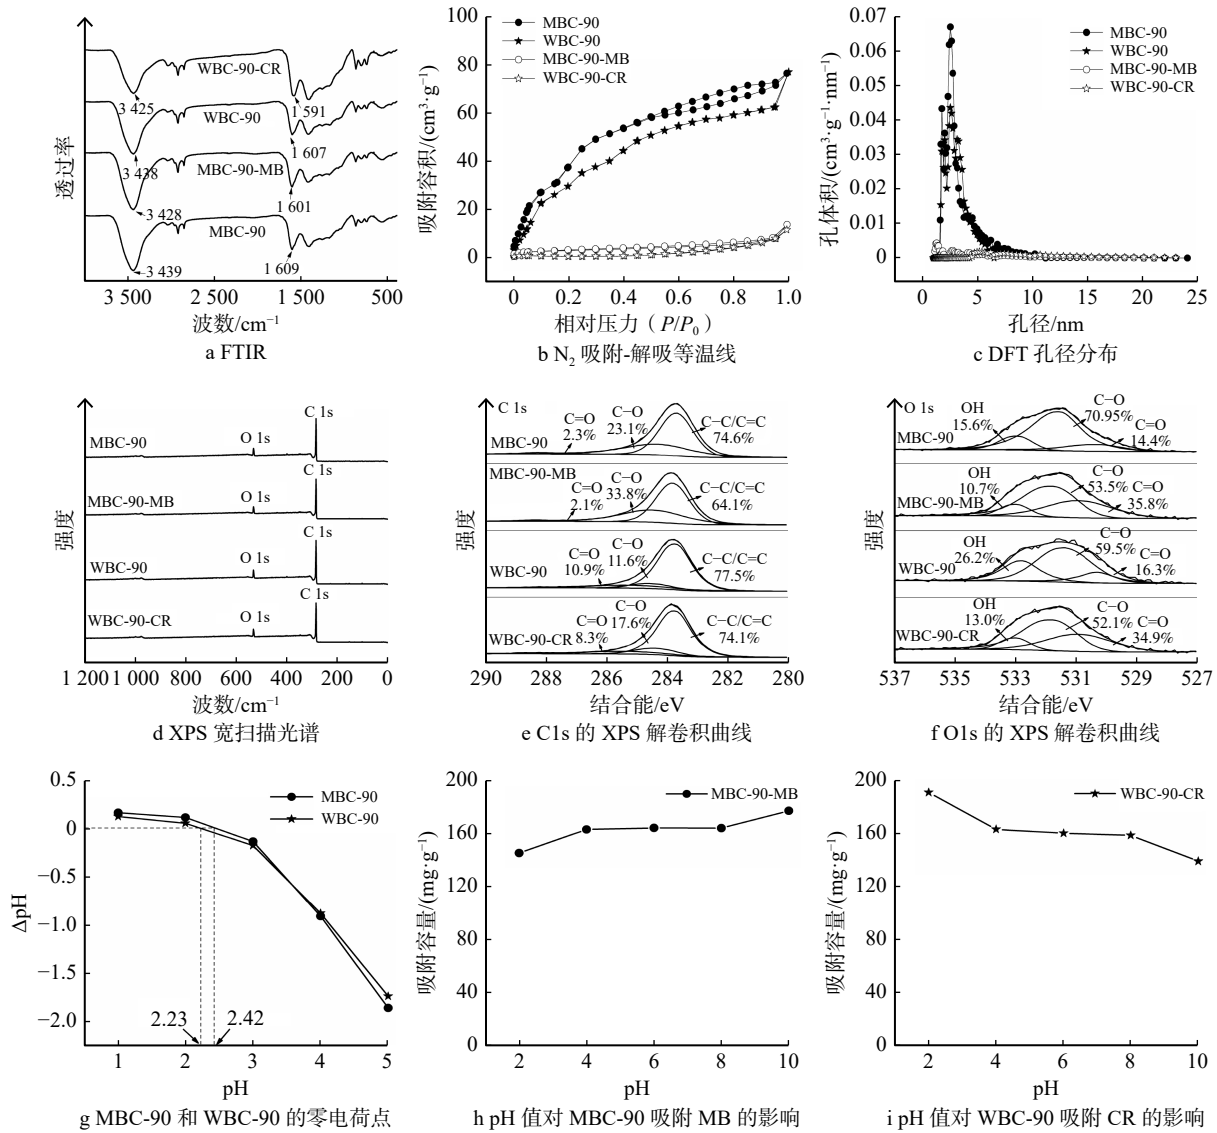 透过率
WBC-90-CR
3 425
1 591
WBC-90
3 438
1 607
MBC-90-MB
3 428
1 601
MBC-90
3 439
1 609
3 500
2 500
1 500
500
波数/cm⁻¹
a FTIR
吸附容积/(cm³·g⁻¹)
100
80
60
40
20
0
MBC-90
WBC-90
MBC-90-MB
WBC-90-CR
0
0.2
0.4
0.6
0.8
1.0
相对压力（P/P₀）
b N₂ 吸附-解吸等温线
孔体积/(cm³·g⁻¹·nm⁻¹)
0.07
0.06
0.05
0.04
0.03
0.02
0.01
0
MBC-90
WBC-90
MBC-90-MB
WBC-90-CR
0
5
10
15
20
25
孔径/nm
c DFT 孔径分布
强度
C 1s
O 1s
MBC-90
C 1s
O 1s
MBC-90-MB
C 1s
O 1s
WBC-90
C 1s
O 1s
WBC-90-CR
1 200
1 000
800
600
400
200
0
波数/cm⁻¹
d XPS 宽扫描光谱
强度
C 1s
C=O
2.3%
C−O
23.1%
C−C/C=C
74.6%
MBC-90
MBC-90-MB
C=O
2.1%
C−O
33.8%
C−C/C=C
64.1%
WBC-90
C=O
10.9%
C−O
11.6%
C−C/C=C
77.5%
WBC-90-CR
C=O
8.3%
C−O
17.6%
C−C/C=C
74.1%
290
288
286
284
282
280
结合能/eV
e C1s 的 XPS 解卷积曲线
强度
O 1s
OH
15.6%
C−O
70.95%
C=O
14.4%
MBC-90
OH
10.7%
C−O
53.5%
C=O
35.8%
MBC-90-MB
OH
26.2%
C−O
59.5%
C=O
16.3%
WBC-90
OH
13.0%
C−O
52.1%
C=O
34.9%
WBC-90-CR
537
535
533
531
529
527
结合能/eV
f O1s 的 XPS 解卷积曲线
ΔpH
0.5
0
−0.5
−1.0
−1.5
−2.0
MBC-90
WBC-90
2.23
2.42
1
2
3
4
5
pH
g MBC-90 和 WBC-90 的零电荷点
吸附容量/(mg·g⁻¹)
200
160
120
80
40
0
MBC-90-MB
2
4
6
8
10
pH
h pH 值对 MBC-90 吸附 MB 的影响
吸附容量/(mg·g⁻¹)
200
160
120
80
40
0
WBC-90-CR
2
4
6
8
10
pH
i pH 值对 WBC-90 吸附 CR 的影响